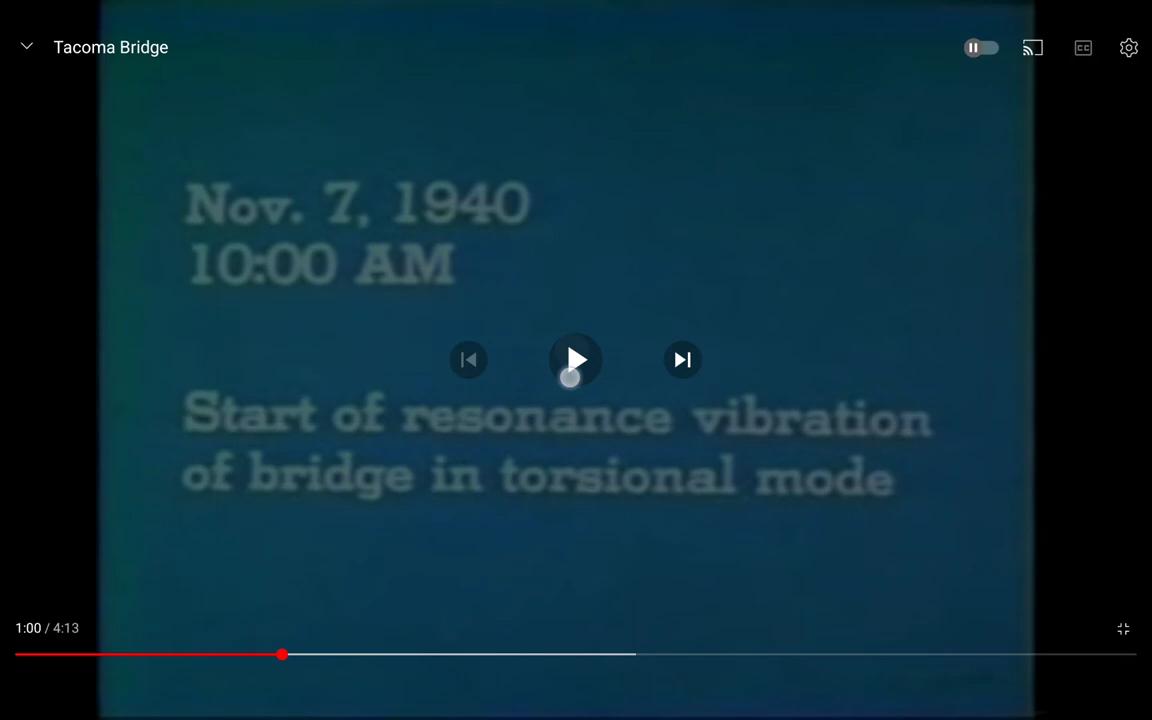 Tacoma Bridge
CC
Nov. 7, 1940
10:00 AM
Start of resonance vibration
of bridge in torsional mode
1:00 / 4:13